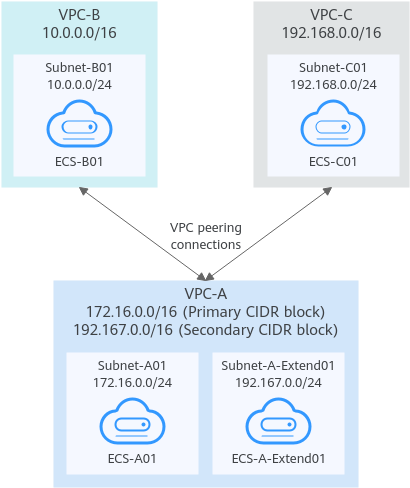 VPC-B
10.0.0.0/16
Subnet-B01
10.0.0.0/24
ECS-B01
VPC-C
192.168.0.0/16
Subnet-C01
192.168.0.0/24
ECS-C01
VPC peering
connections
VPC-A
172.16.0.0/16 (Primary CIDR block)
192.167.0.0/16 (Secondary CIDR block)
Subnet-A01
172.16.0.0/24
ECS-A01
Subnet-A-Extend01
192.167.0.0/24
ECS-A-Extend01